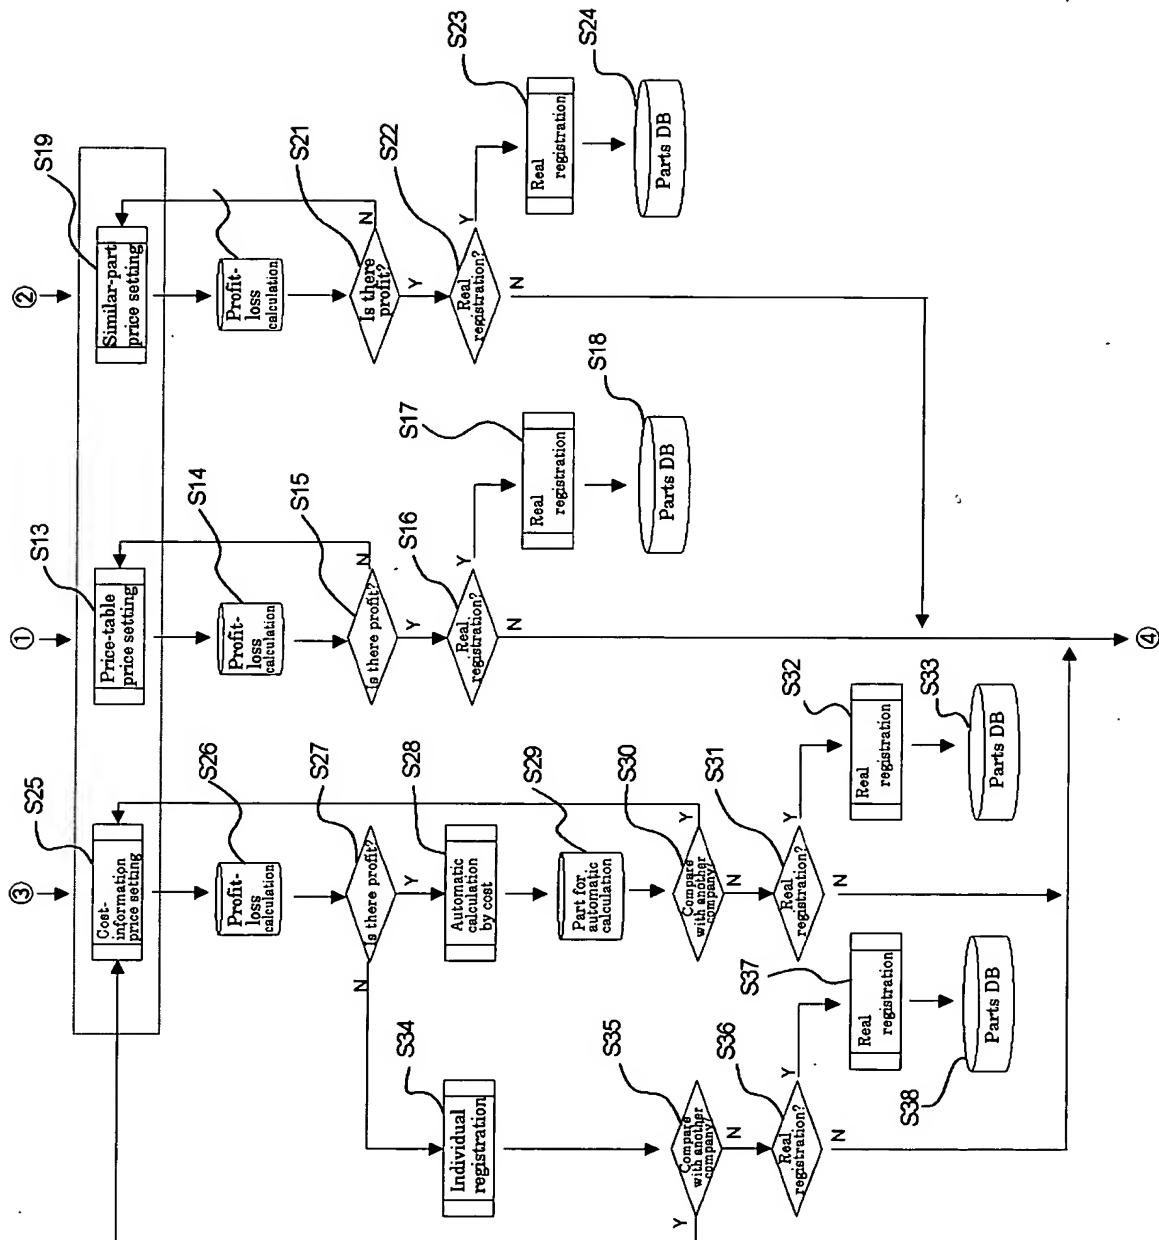 ②
S19
Similar-part
price setting
Profit-
loss
calculation
S21
Is there
profit?
N
Y
S22
Real
registration?
Y
N
S23
Real
registration
S24
Parts DB
①
S13
Price-table
price setting
S14
Profit-
loss
calculation
S15
Is there profit?
N
Y
S16
Real
registration?
Y
N
S17
Real
registration
S18
Parts DB
③
S25
Cost-
information
price setting
S26
Profit-
loss
calculation
S27
Is there profit?
N
Y
S28
Automatic
calculation
by cost
S29
Part for
automatic
calculation
S30
Compare
with another
company?
Y
N
S31
Real
registration?
Y
N
S32
Real
registration
S33
Parts DB
S34
Individual
registration
S35
Compare
with another
company?
Y
N
S36
Real
registration?
Y
N
S37
Real
registration
S38
Parts DB
④